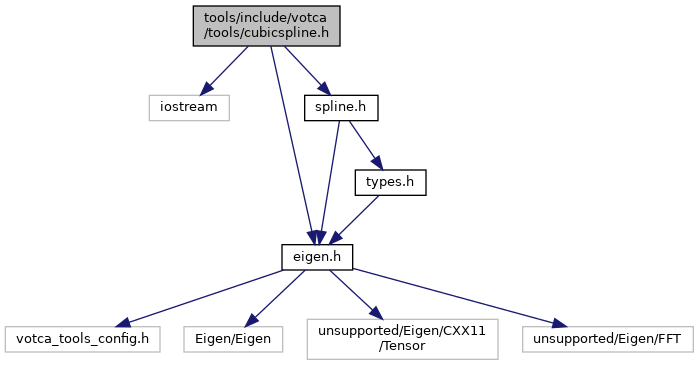 tools/include/votca
/tools/cubicspline.h
iostream
spline.h
types.h
eigen.h
votca_tools_config.h
Eigen/Eigen
unsupported/Eigen/CXX11
/Tensor
unsupported/Eigen/FFT